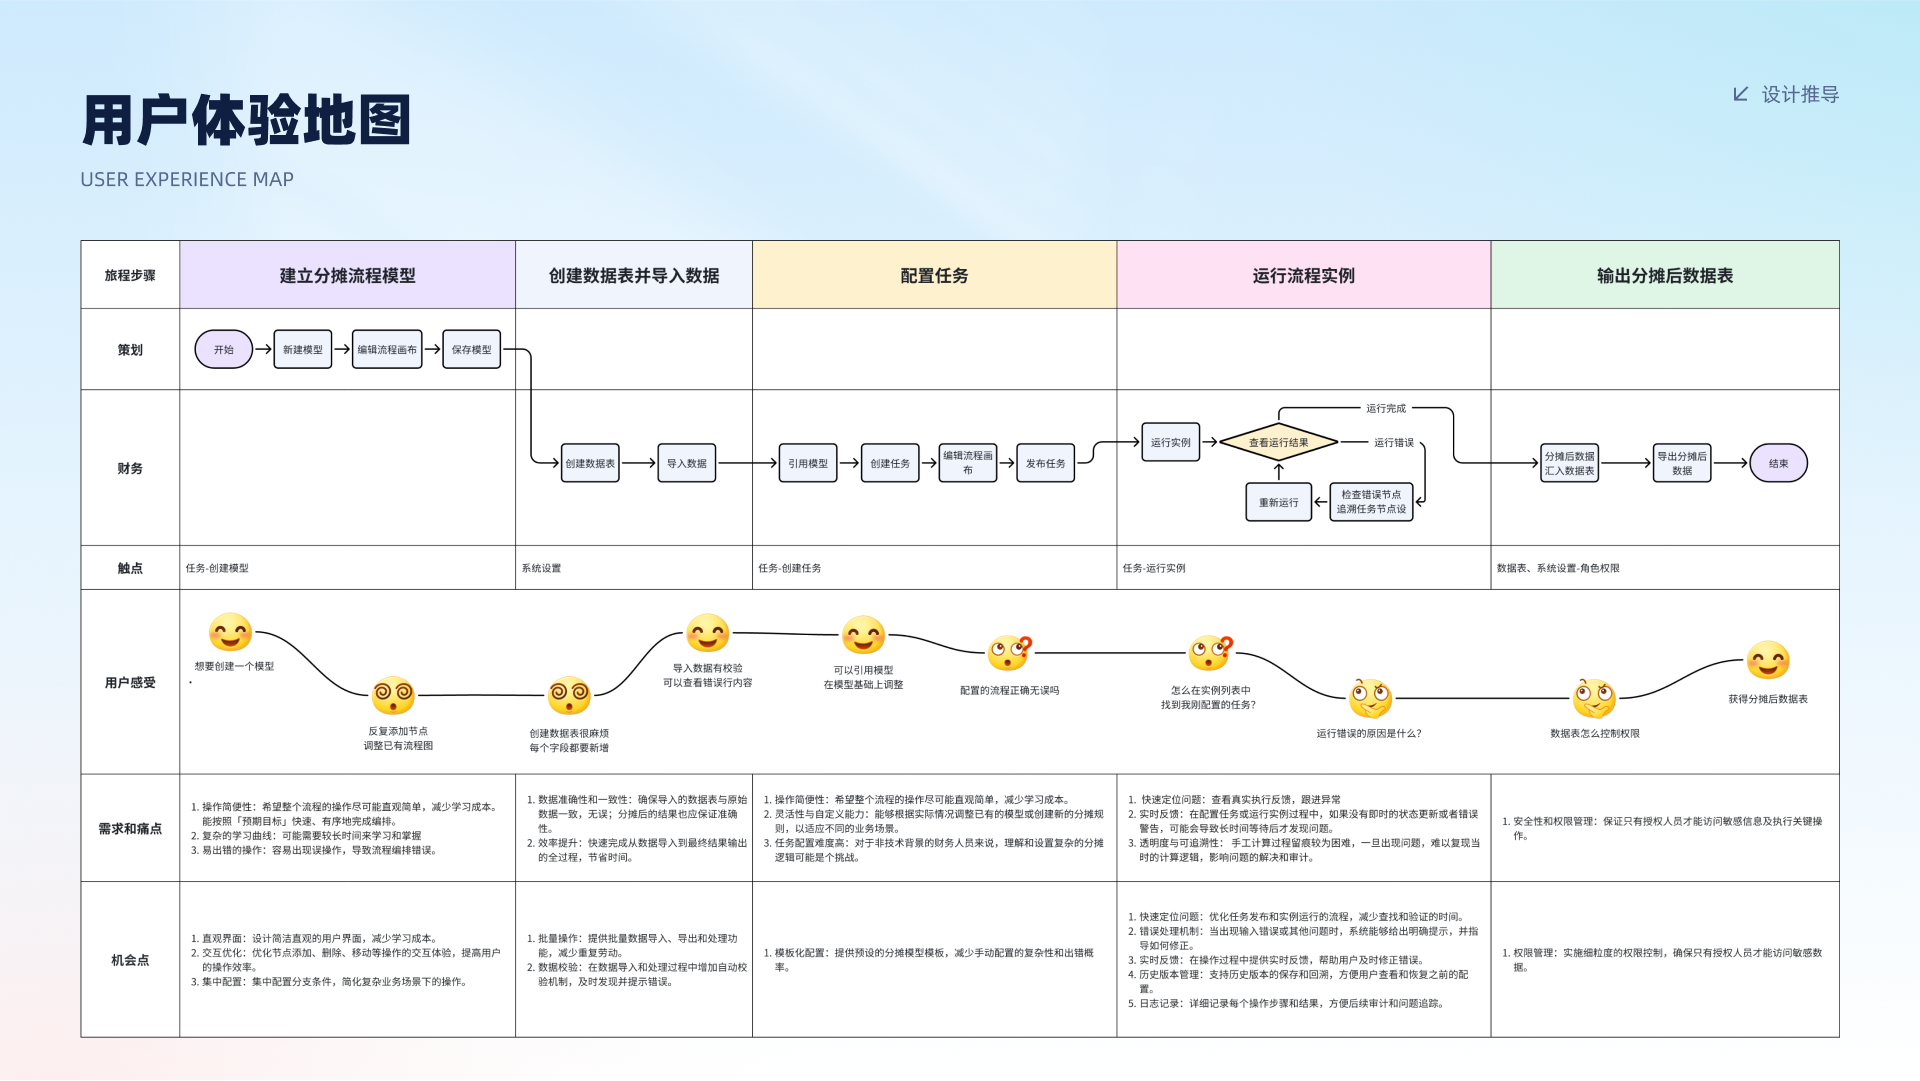 用户体验地图
设计推导
USER EXPERIENCE MAP
旅程步骤
建立分摊流程模型
创建数据表并导入数据
配置任务
运行流程实例
输出分摊后数据表
策划
开始
新建模型
编辑流程画布
保存模型
财务
创建数据表
导入数据
引用模型
创建任务
编辑流程画
布
发布任务
运行实例
查看运行结果
运行完成
运行错误
重新运行
检查错误节点
追溯任务节点设
分摊后数据
汇入数据表
导出分摊后
数据
结束
触点
任务-创建模型
系统设置
任务-创建任务
任务-运行实例
数据表、系统设置-角色权限
用户感受
想要创建一个模型
反复添加节点
调整已有流程图
创建数据表很麻烦
每个字段都要新增
导入数据有校验
可以查看错误行内容
可以引用模型
在模型基础上调整
配置的流程正确无误吗
怎么在实例列表中
找到我刚配置的任务？
运行错误的原因是什么？
数据表怎么控制权限
获得分摊后数据表
需求和痛点
1. 操作简便性：希望整个流程的操作尽可能直观简单，减少学习成本。
能按照「预期目标」快速、有序地完成编排。
2. 复杂的学习曲线：可能需要较长时间来学习和掌握
3. 易出错的操作：容易出现误操作，导致流程编排错误。
1. 数据准确性和一致性：确保导入的数据表与原始
数据一致，无误；分摊后的结果也应保证准确
性。
2. 效率提升：快速完成从数据导入到最终结果输出
的全过程，节省时间。
1. 操作简便性：希望整个流程的操作尽可能直观简单，减少学习成本。
2. 灵活性与自定义能力：能够根据实际情况调整已有的模型或创建新的分摊规
则，以适应不同的业务场景。
3. 任务配置难度高：对于非技术背景的财务人员来说，理解和设置复杂的分摊
逻辑可能是个挑战。
1. 快速定位问题：查看真实执行反馈，跟进异常
2. 实时反馈：在配置任务或运行实例过程中，如果没有即时的状态更新或者错误
警告，可能会导致长时间等待后才发现问题。
3. 透明度与可追溯性： 手工计算过程留痕较为困难，一旦出现问题，难以复现当
时的计算逻辑，影响问题的解决和审计。
1. 安全性和权限管理：保证只有授权人员才能访问敏感信息及执行关键操
作。
机会点
1. 直观界面：设计简洁直观的用户界面，减少学习成本。
2. 交互优化：优化节点添加、删除、移动等操作的交互体验，提高用户
的操作效率。
3. 集中配置：集中配置分支条件，简化复杂业务场景下的操作。
1. 批量操作：提供批量数据导入、导出和处理功
能，减少重复劳动。
2. 数据校验：在数据导入和处理过程中增加自动校
验机制，及时发现并提示错误。
1. 模板化配置：提供预设的分摊模型模板，减少手动配置的复杂性和出错概
率。
1. 快速定位问题：优化任务发布和实例运行的流程，减少查找和验证的时间。
2. 错误处理机制：当出现输入错误或其他问题时，系统能够给出明确提示，并指
导如何修正。
3. 实时反馈：在操作过程中提供实时反馈，帮助用户及时修正错误。
4. 历史版本管理：支持历史版本的保存和回溯，方便用户查看和恢复之前的配
置。
5. 日志记录：详细记录每个操作步骤和结果，方便后续审计和问题追踪。
1. 权限管理：实施细粒度的权限控制，确保只有授权人员才能访问敏感数
据。